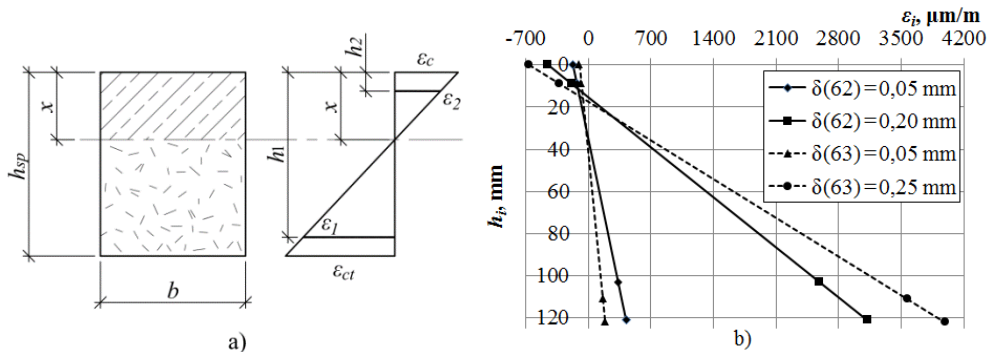 h2
εc
ε2
x
x
hsp
h1
ε1
εct
b
a)
εi, µm/m
-700 0 700 1400 2100 2800 3500 4200
0
20
40
60
80
100
120
hi, mm
δ(62)=0,05 mm
δ(62)=0,20 mm
δ(63)=0,05 mm
δ(63)=0,25 mm
b)